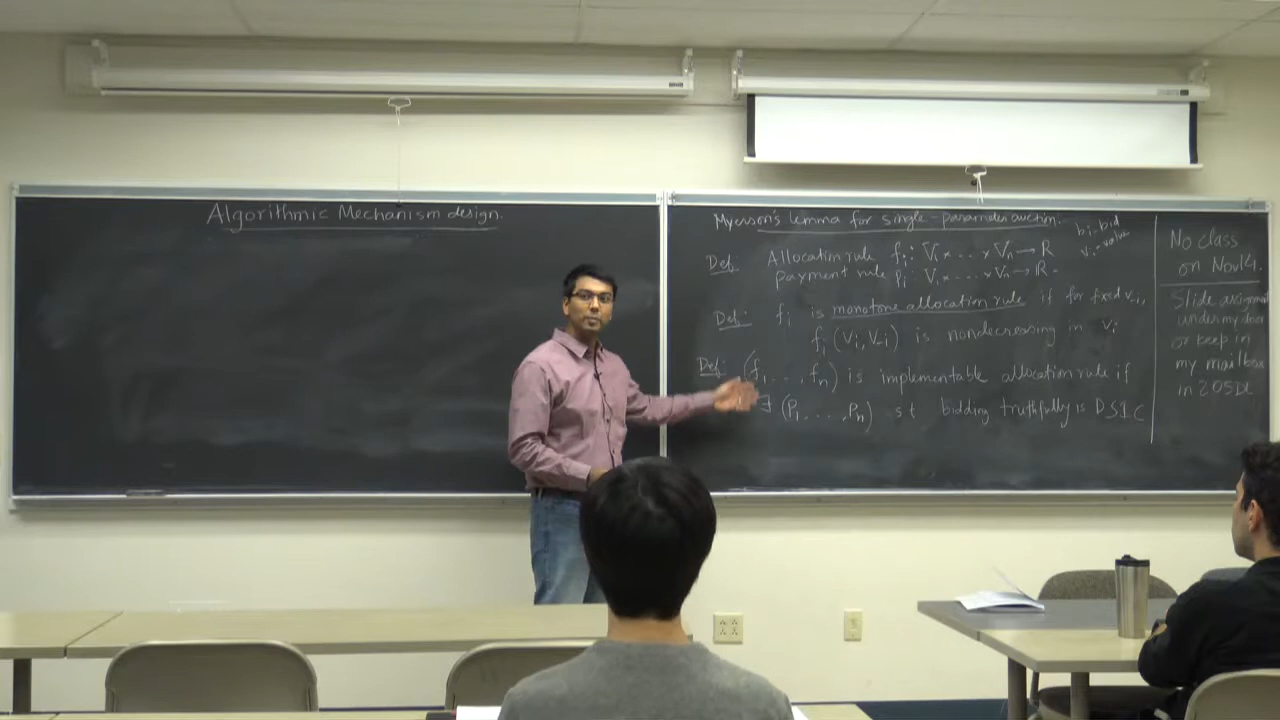 Algorithmic Mechanism design.
Myerson's lemma for single-parameter auction.
bi - bid
vi - value
Def: Allocation rule fi: V1 x ... x Vn → R
payment rule pi: V1 x ... x Vn → R.
Def: fi is monotone allocation rule if for fixed v-i,
fi (vi, v-i) is nondecreasing in vi
Def: (f1, ..., fn) is implementable allocation rule if
∃ (P1, ..., Pn) st bidding truthfully is DSIC
No class
on Nov 14.
Slide assignment
under my door
or keep in
my mailbox
in 205DL